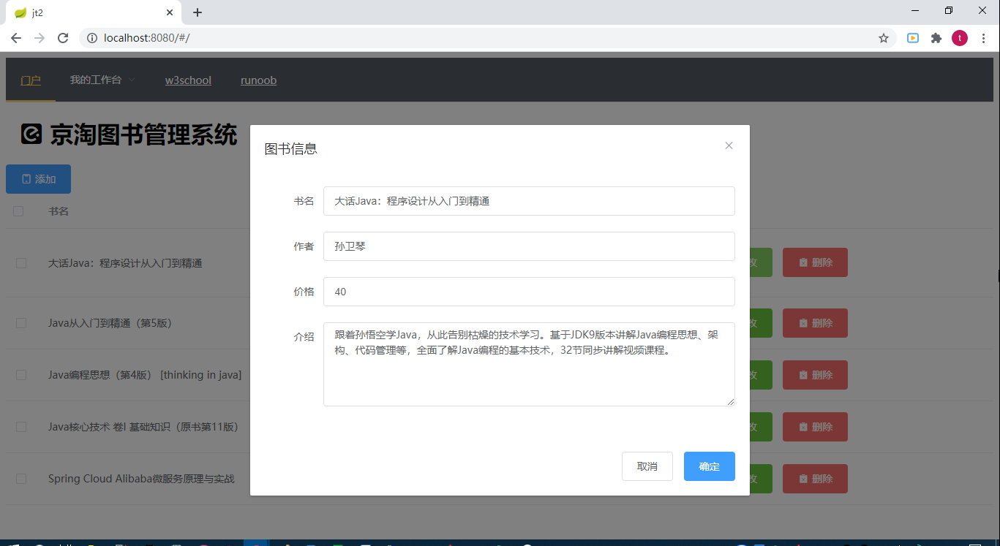 jt2
localhost:8080/#/
t
门户
我的工作台
w3school
runoob
京淘图书管理系统
添加
书名
图书信息
书名
大话Java：程序设计从入门到精通
作者
孙卫琴
价格
40
介绍
跟着孙悟空学Java，从此告别枯燥的技术学习。基于JDK9版本讲解Java编程思想、架
构、代码管理等，全面了解Java编程的基本技术，32节同步讲解视频课程。
取消
确定
大话Java：程序设计从入门到精通
改
删除
Java从入门到精通（第5版）
改
删除
Java编程思想（第4版） [thinking in java]
改
删除
Java核心技术 卷I 基础知识（原书第11版）
改
删除
Spring Cloud Alibaba微服务原理与实战
改
删除